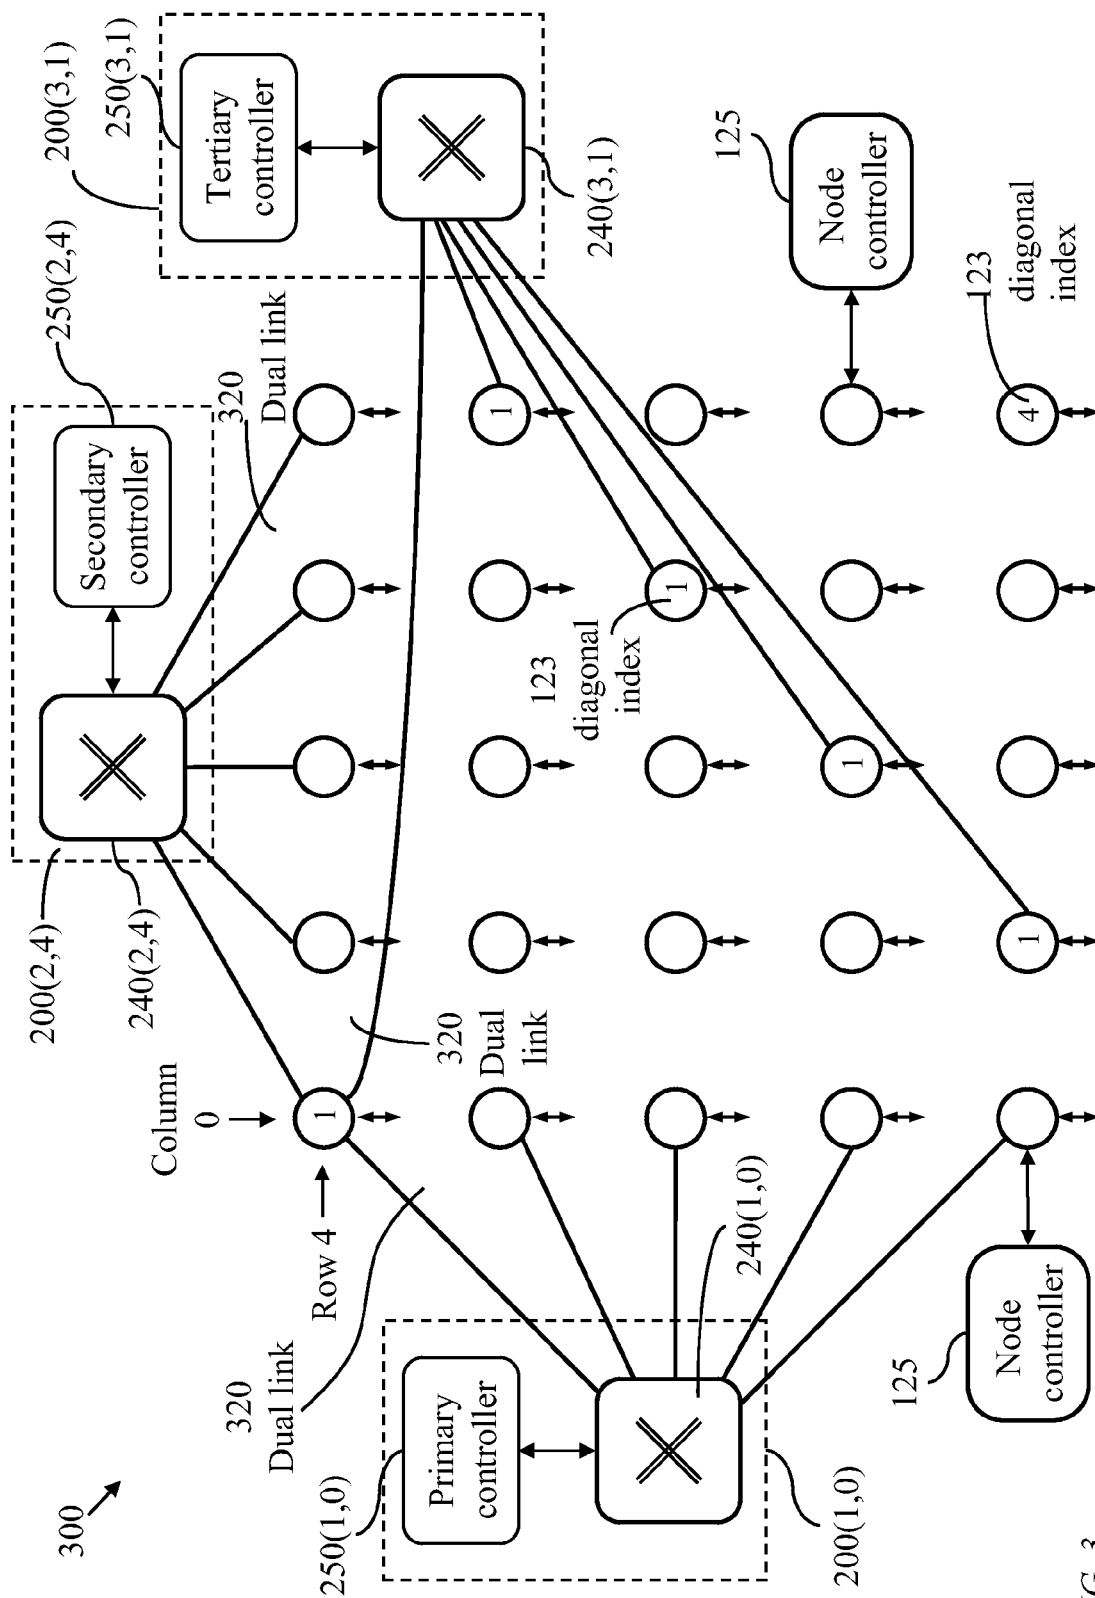 300
250(1,0)
Primary
controller
200(1,0)
320
Dual link
240(1,0)
Row 4
Column
0
1
125
Node
controller
320
Dual
link
200(2,4)
240(2,4)
Secondary
controller
250(2,4)
320
Dual link
1
1
1
1
4
123
diagonal
index
123
diagonal
index
200(3,1)
250(3,1)
Tertiary
controller
240(3,1)
125
Node
controller
3